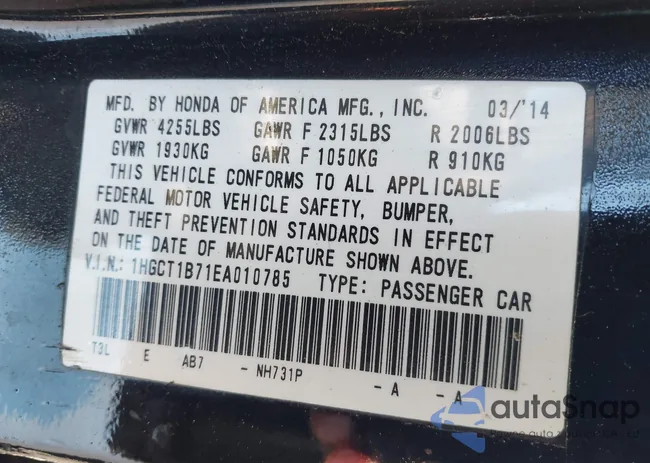 MFD. BY HONDA OF AMERICA MFG., INC. 03/'14
GVWR 4255LBS GAWR F 2315LBS R 2006LBS
GVWR 1930KG GAWR F 1050KG R 910KG
THIS VEHICLE CONFORMS TO ALL APPLICABLE
FEDERAL MOTOR VEHICLE SAFETY, BUMPER,
AND THEFT PREVENTION STANDARDS IN EFFECT
ON THE DATE OF MANUFACTURE SHOWN ABOVE.
V.I.N.: 1HGCT1B71EA010785 TYPE: PASSENGER CAR
T3L E AB7 - NH731P - A - A
autaSnap